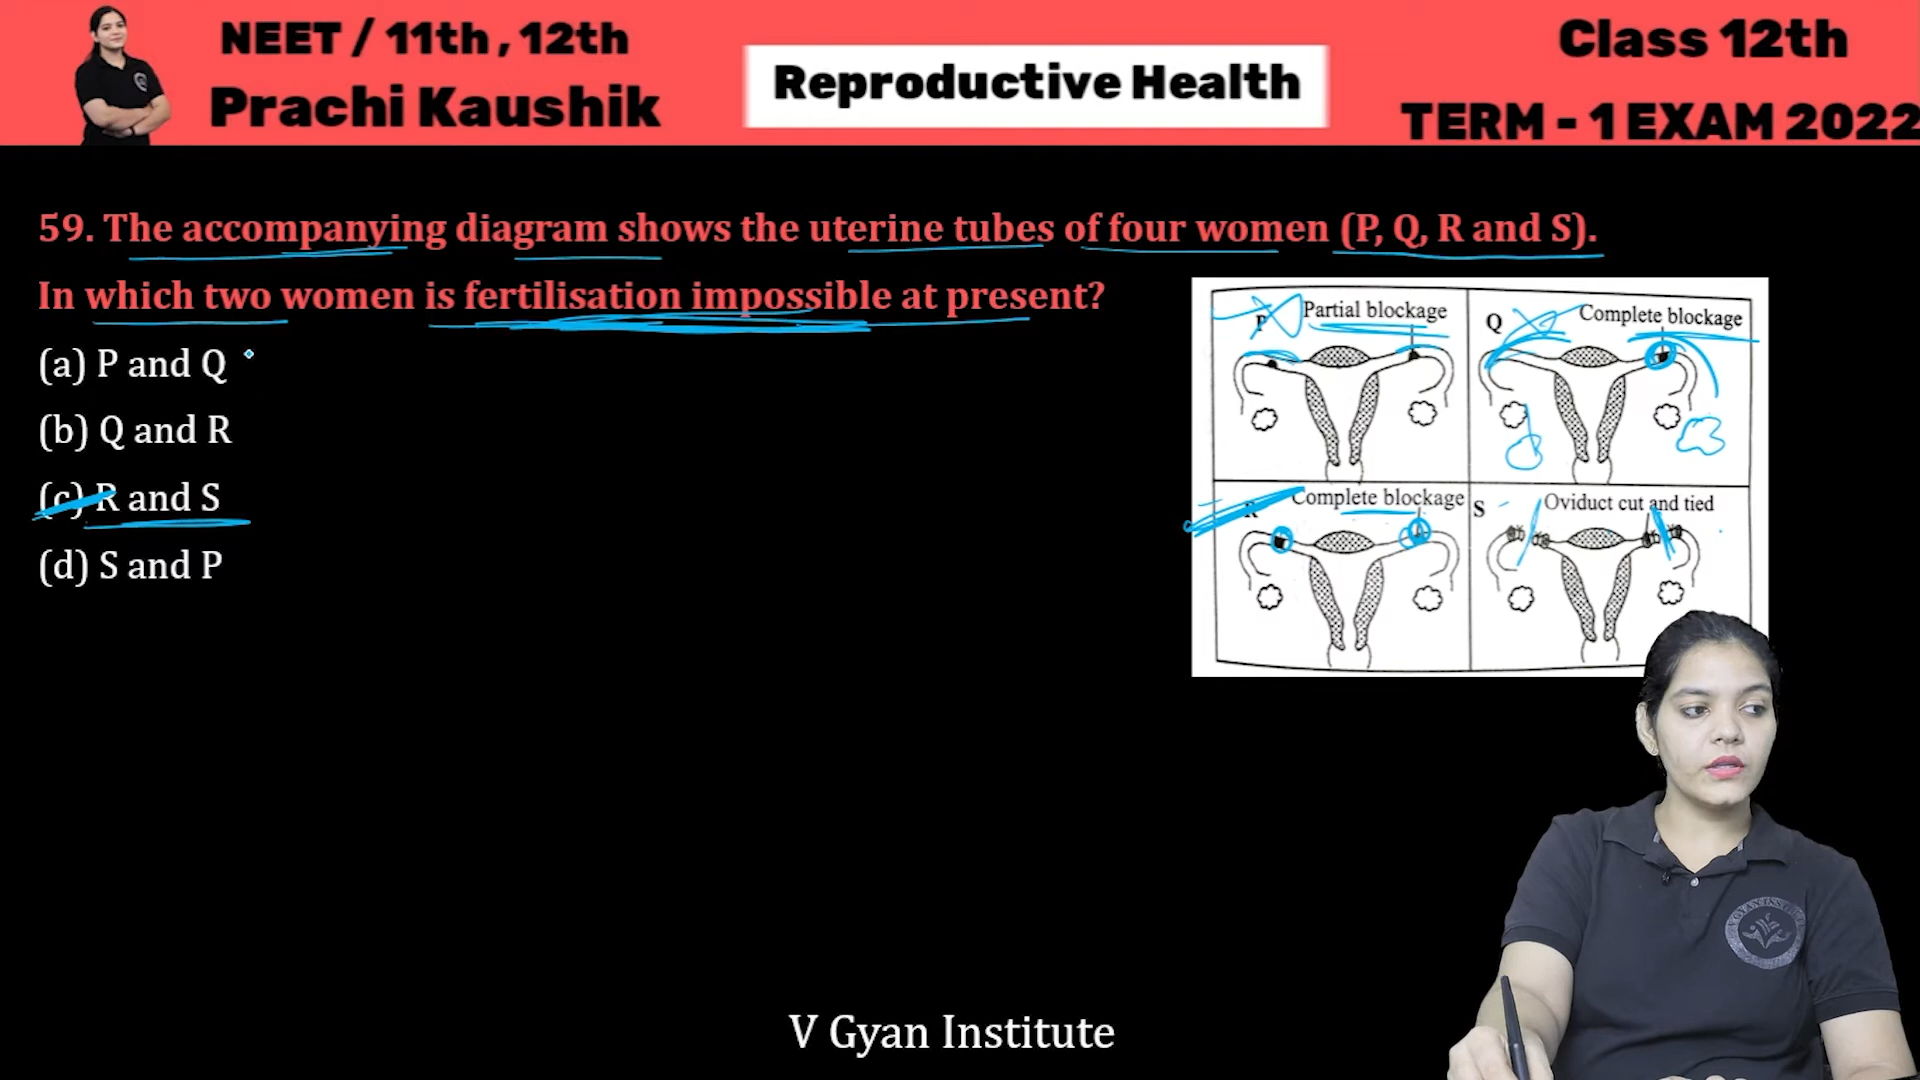 NEET / 11th , 12th
Prachi Kaushik
Reproductive Health
Class 12th
TERM - 1 EXAM 2022
59. The accompanying diagram shows the uterine tubes of four women (P, Q, R and S).
In which two women is fertilisation impossible at present?
(a) P and Q
(b) Q and R
(c) R and S
(d) S and P
P Partial blockage
Q Complete blockage
R Complete blockage
S Oviduct cut and tied
V Gyan Institute